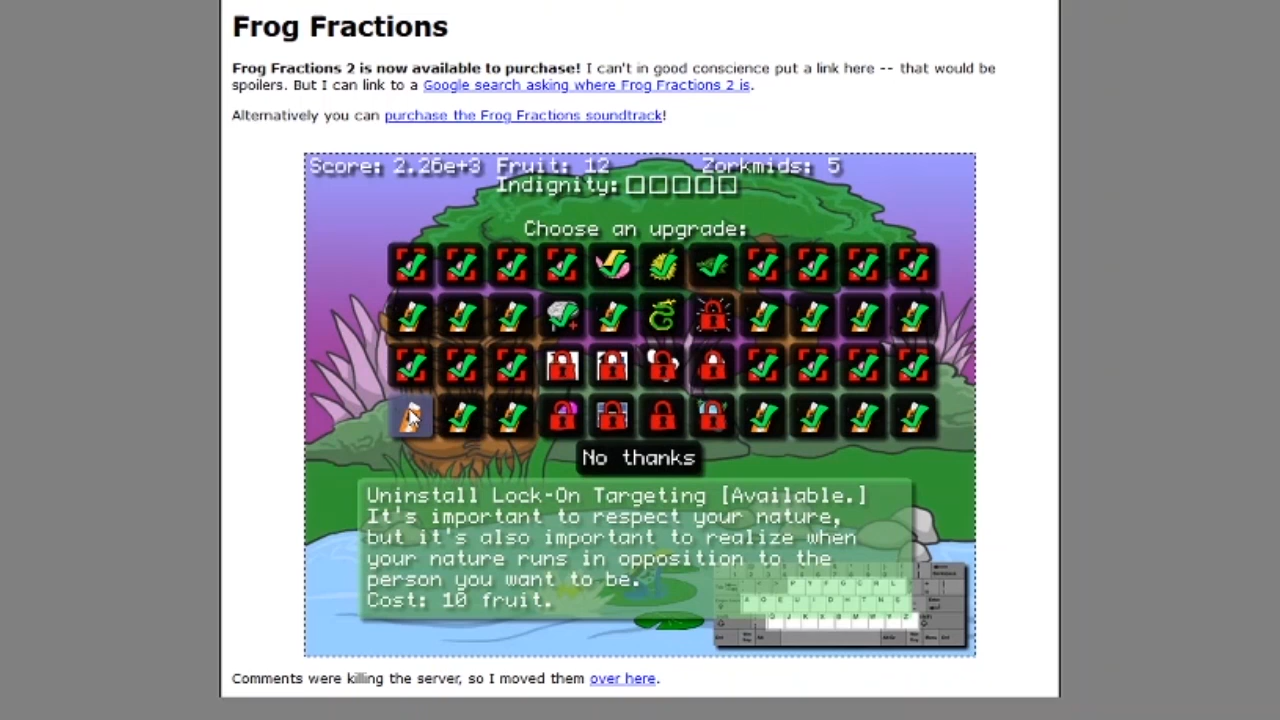 Frog Fractions
Frog Fractions 2 is now available to purchase! I can't in good conscience put a link here -- that would be
spoilers. But I can link to a Google search asking where Frog Fractions 2 is.
Alternatively you can purchase the Frog Fractions soundtrack!
Score: 2.26e+3 Fruit: 12 Zorkmids: 5
Indignity:
Choose an upgrade:
No thanks
Uninstall Lock-On Targeting [Available.]
It's important to respect your nature,
but it's also important to realize when
your nature runs in opposition to the
person you want to be.
Cost: 10 fruit.
P Y F G C R L
A O E U I D H T N S
Q J K X B M W V Z
Comments were killing the server, so I moved them over here.